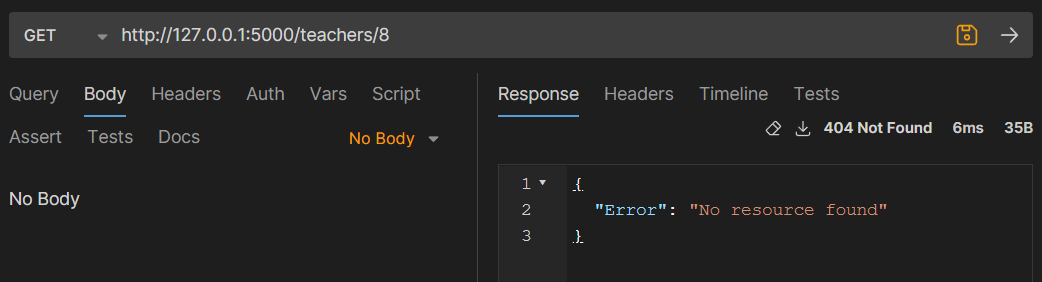 GET http://127.0.0.1:5000/teachers/8
Query Body Headers Auth Vars Script
Assert Tests Docs No Body
No Body
Response Headers Timeline Tests
404 Not Found 6ms 35B
1 {
2 "Error": "No resource found"
3 }